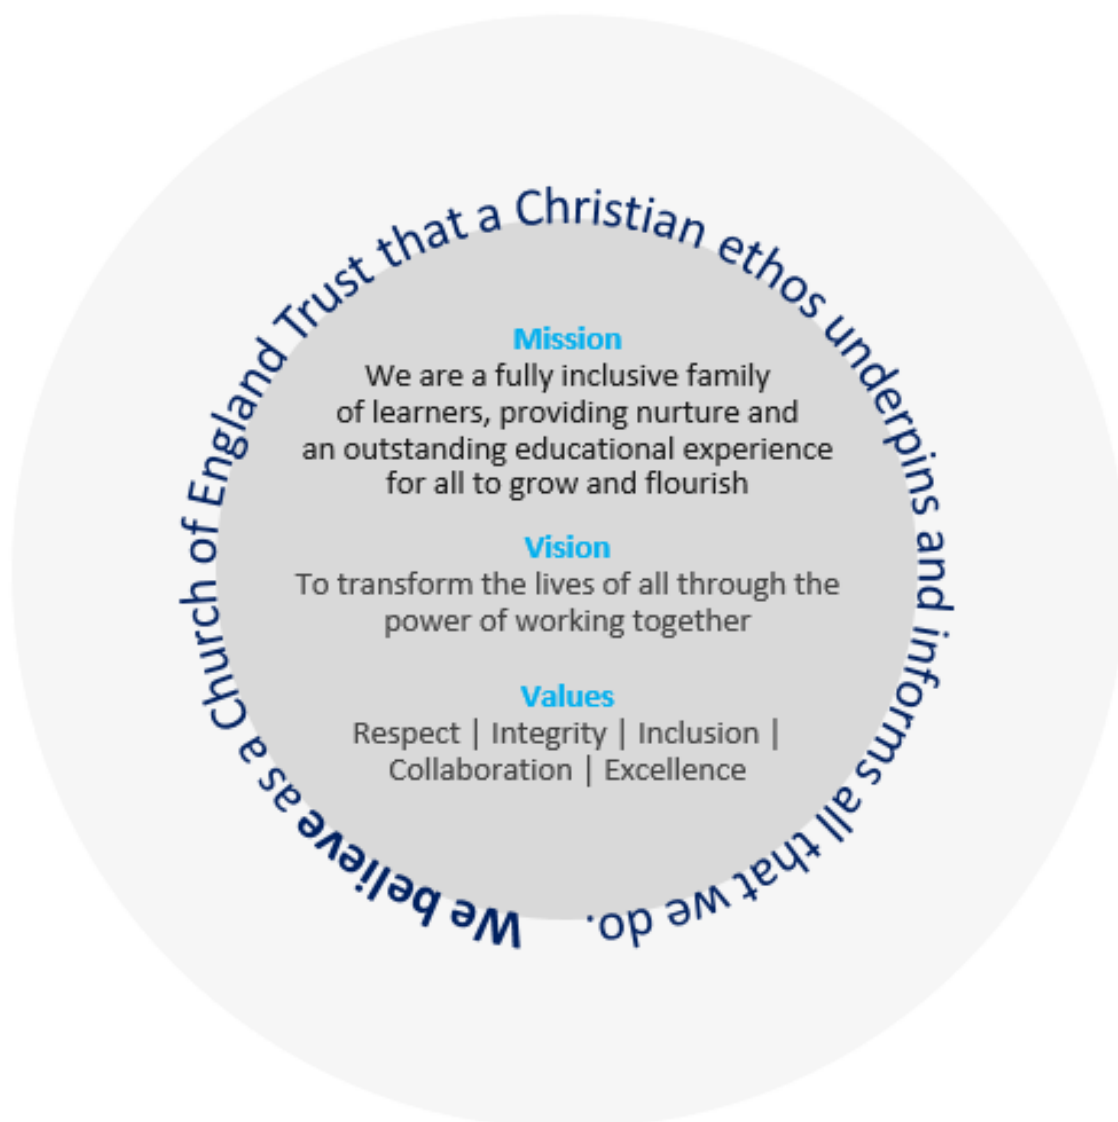 We believe as a Church of England Trust that a Christian ethos underpins and informs all that we do.
Mission
We are a fully inclusive family
of learners, providing nurture and
an outstanding educational experience
for all to grow and flourish
Vision
To transform the lives of all through the
power of working together
Values
Respect | Integrity | Inclusion |
Collaboration | Excellence